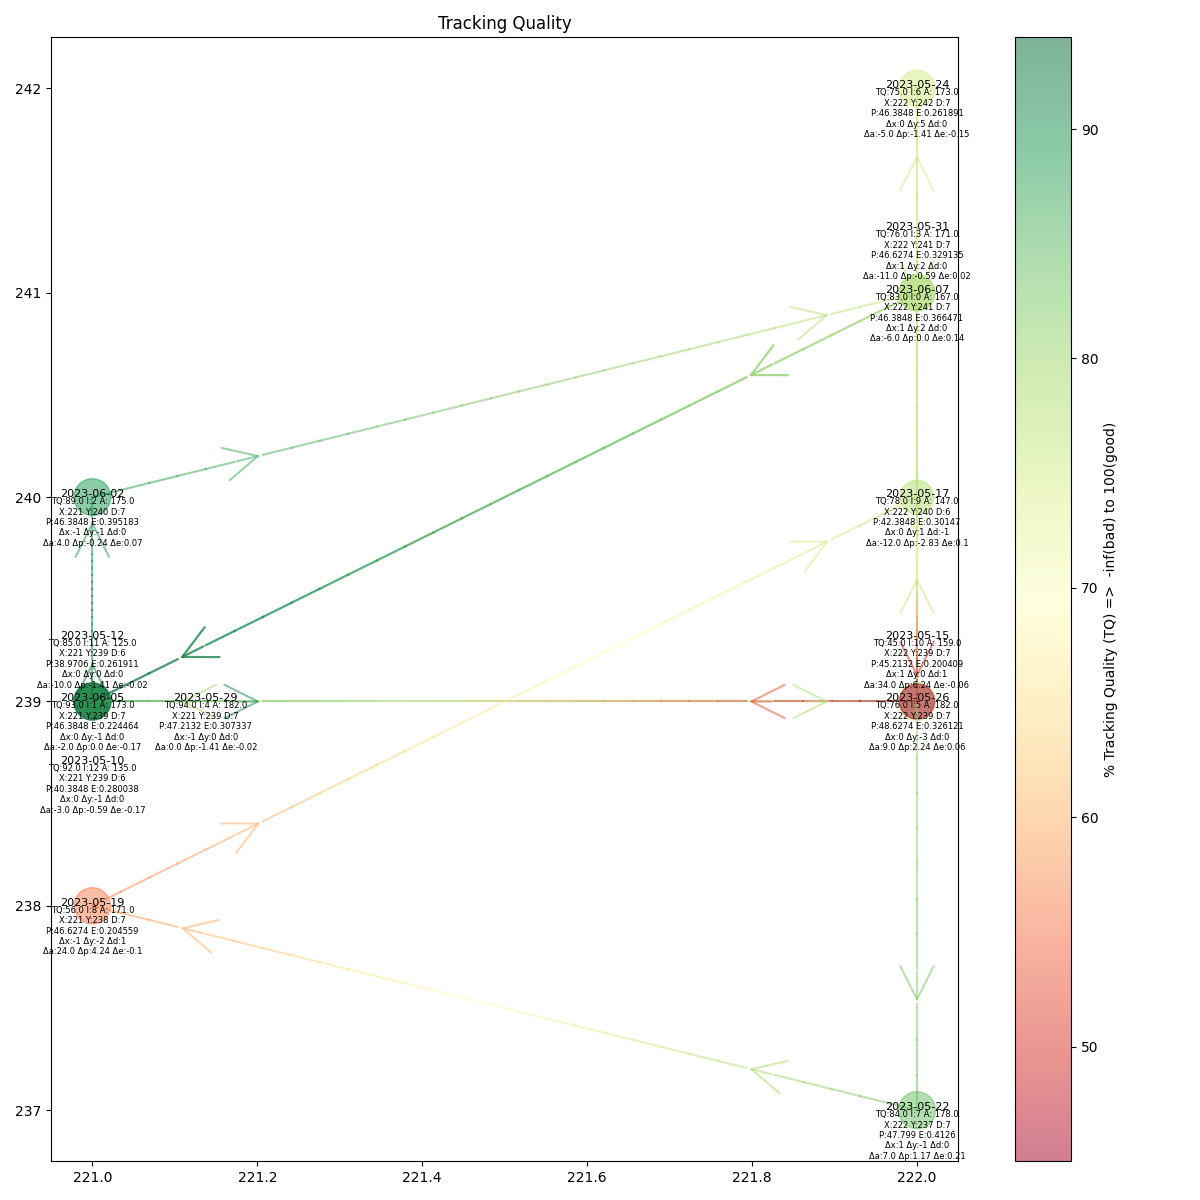 Tracking Quality
242
241
240
239
238
237
221.0
221.2
221.4
221.6
221.8
222.0
2023-05-24
TQ:75.0 I:6 A: 173.0
X:222 Y:242 D:7
P:46.3848 E:0.261891
Δx:0 Δy:5 Δd:0
Δa:-5.0 Δp:-1.41 Δe:-0.15
2023-05-31
TQ:76.0 I:3 A: 171.0
X:222 Y:241 D:7
P:46.6274 E:0.329135
Δx:1 Δy:2 Δd:0
Δa:-11.0 Δp:-0.59 Δe:0.02
2023-06-07
TQ:83.0 I:0 A: 167.0
X:222 Y:241 D:7
P:46.3848 E:0.366471
Δx:1 Δy:2 Δd:0
Δa:-6.0 Δp:0.0 Δe:0.14
2023-06-02
TQ:89.0 I:2 A: 175.0
X:221 Y:240 D:7
P:46.3848 E:0.395183
Δx:-1 Δy:-1 Δd:0
Δa:4.0 Δp:-0.24 Δe:0.07
2023-05-17
TQ:78.0 I:9 A: 147.0
X:222 Y:240 D:6
P:42.3848 E:0.30147
Δx:0 Δy:1 Δd:-1
Δa:-12.0 Δp:-2.83 Δe:0.1
2023-05-12
TQ:85.0 I:11 A: 125.0
X:221 Y:239 D:6
P:38.9706 E:0.261911
Δx:0 Δy:0 Δd:0
Δa:-10.0 Δp:-1.41 Δe:-0.02
2023-06-05
TQ:93.0 I:1 A: 173.0
X:221 Y:239 D:7
P:46.3848 E:0.224464
Δx:0 Δy:-1 Δd:0
Δa:-2.0 Δp:0.0 Δe:-0.17
2023-05-10
TQ:92.0 I:12 A: 135.0
X:221 Y:239 D:6
P:40.3848 E:0.280038
Δx:0 Δy:-1 Δd:0
Δa:-3.0 Δp:-0.59 Δe:-0.17
2023-05-29
TQ:94.0 I:4 A: 182.0
X:221 Y:239 D:7
P:47.2132 E:0.307337
Δx:-1 Δy:0 Δd:0
Δa:0.0 Δp:-1.41 Δe:-0.02
2023-05-15
TQ:45.0 I:10 A: 159.0
X:222 Y:239 D:7
P:45.2132 E:0.200409
Δx:1 Δy:0 Δd:1
Δa:34.0 Δp:6.24 Δe:-0.06
2023-05-26
TQ:76.0 I:5 A: 182.0
X:222 Y:239 D:7
P:48.6274 E:0.326121
Δx:0 Δy:-3 Δd:0
Δa:9.0 Δp:2.24 Δe:0.06
2023-05-19
TQ:56.0 I:8 A: 171.0
X:221 Y:238 D:7
P:46.6274 E:0.204559
Δx:-1 Δy:-2 Δd:1
Δa:24.0 Δp:4.24 Δe:-0.1
2023-05-22
TQ:84.0 I:7 A: 178.0
X:222 Y:237 D:7
P:47.799 E:0.4126
Δx:1 Δy:-1 Δd:0
Δa:7.0 Δp:1.17 Δe:0.21
90
80
70
60
50
% Tracking Quality (TQ) => -inf(bad) to 100(good)